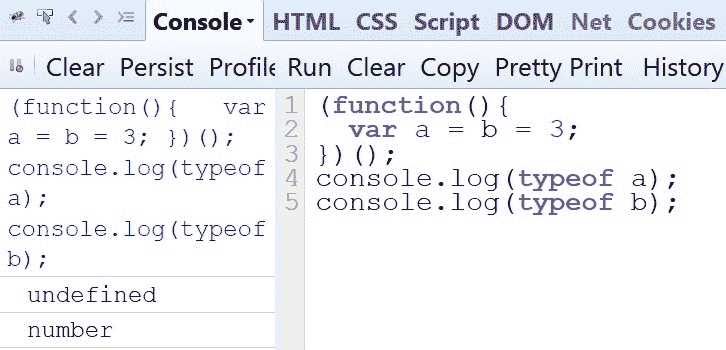 Console HTML CSS Script DOM Net Cookies
Clear Persist Profile Run Clear Copy Pretty Print History
(function(){   var
a = b = 3; })();
console.log(typeof
a);
console.log(typeof
b);
undefined
number
1 (function(){
2   var a = b = 3;
3 })();
4 console.log(typeof a);
5 console.log(typeof b);